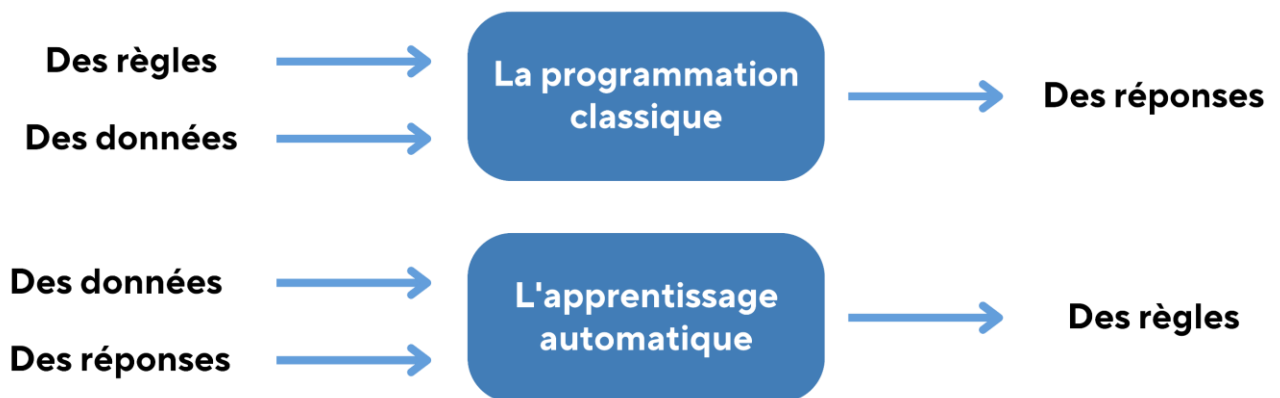 Des règles
Des données
La programmation
classique
Des réponses
Des données
Des réponses
L'apprentissage
automatique
Des règles